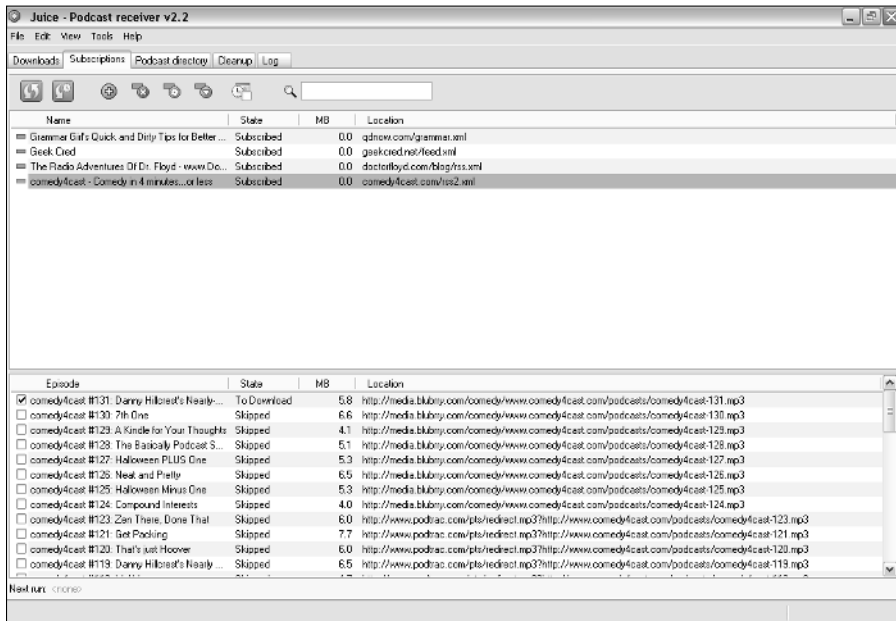 Juice - Podcast receiver v2.2
File Edit View Tools Help
Downloads Subscriptions Podcast directory Cleanup Log
Name State MB Location
Grammar Girl's Quick and Dirty Tips for Better ... Subscribed 0.0 qdnow.com/grammar.xml
Geek Cred Subscribed 0.0 geekcred.net/feed.xml
The Radio Adventures Of Dr. Floyd - www.Do... Subscribed 0.0 doctorfloyd.com/blog/rss.xml
comedy4cast - Comedy in 4 minutes...or less Subscribed 0.0 comedy4cast.com/rss2.xml
Episode State MB Location
comedy4cast #131: Danny Hillcrest's Nearly-... To Download 5.8 http://media.blubrry.com/comedy/www.comedy4cast.com/podcasts/comedy4cast-131.mp3
comedy4cast #130: 7th One Skipped 6.6 http://media.blubrry.com/comedy/www.comedy4cast.com/podcasts/comedy4cast-130.mp3
comedy4cast #129: A Kindle for Your Thoughts Skipped 4.1 http://media.blubrry.com/comedy/www.comedy4cast.com/podcasts/comedy4cast-129.mp3
comedy4cast #128: The Basically Podcast S... Skipped 5.1 http://media.blubrry.com/comedy/www.comedy4cast.com/podcasts/comedy4cast-128.mp3
comedy4cast #127: Halloween PLUS One Skipped 5.3 http://media.blubrry.com/comedy/www.comedy4cast.com/podcasts/comedy4cast-127.mp3
comedy4cast #126: Neat and Pretty Skipped 6.5 http://media.blubrry.com/comedy/www.comedy4cast.com/podcasts/comedy4cast-126.mp3
comedy4cast #125: Halloween Minus One Skipped 5.3 http://media.blubrry.com/comedy/www.comedy4cast.com/podcasts/comedy4cast-125.mp3
comedy4cast #124: Compound Interests Skipped 4.0 http://media.blubrry.com/comedy/www.comedy4cast.com/podcasts/comedy4cast-124.mp3
comedy4cast #123: Zen There, Done That Skipped 6.0 http://www.podtrac.com/pts/redirect.mp3?http://www.comedy4cast.com/podcasts/comedy4cast-123.mp3
comedy4cast #121: Get Packing Skipped 7.7 http://www.podtrac.com/pts/redirect.mp3?http://www.comedy4cast.com/podcasts/comedy4cast-121.mp3
comedy4cast #120: That's just Hoover Skipped 6.0 http://www.podtrac.com/pts/redirect.mp3?http://www.comedy4cast.com/podcasts/comedy4cast-120.mp3
comedy4cast #119: Danny Hillcrest's Nearly ... Skipped 6.5 http://www.podtrac.com/pts/redirect.mp3?http://www.comedy4cast.com/podcasts/comedy4cast-119.mp3
Next run: <none>